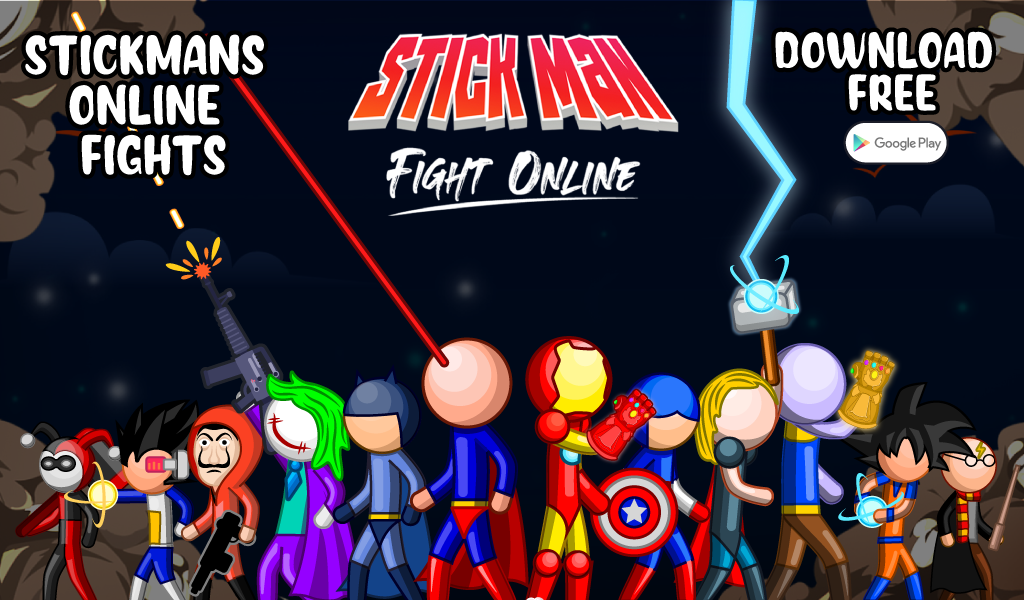 STICKMANS
ONLINE
FIGHTS
STICK MAN
FIGHT ONLINE
DOWNLOAD
FREE
Google Play